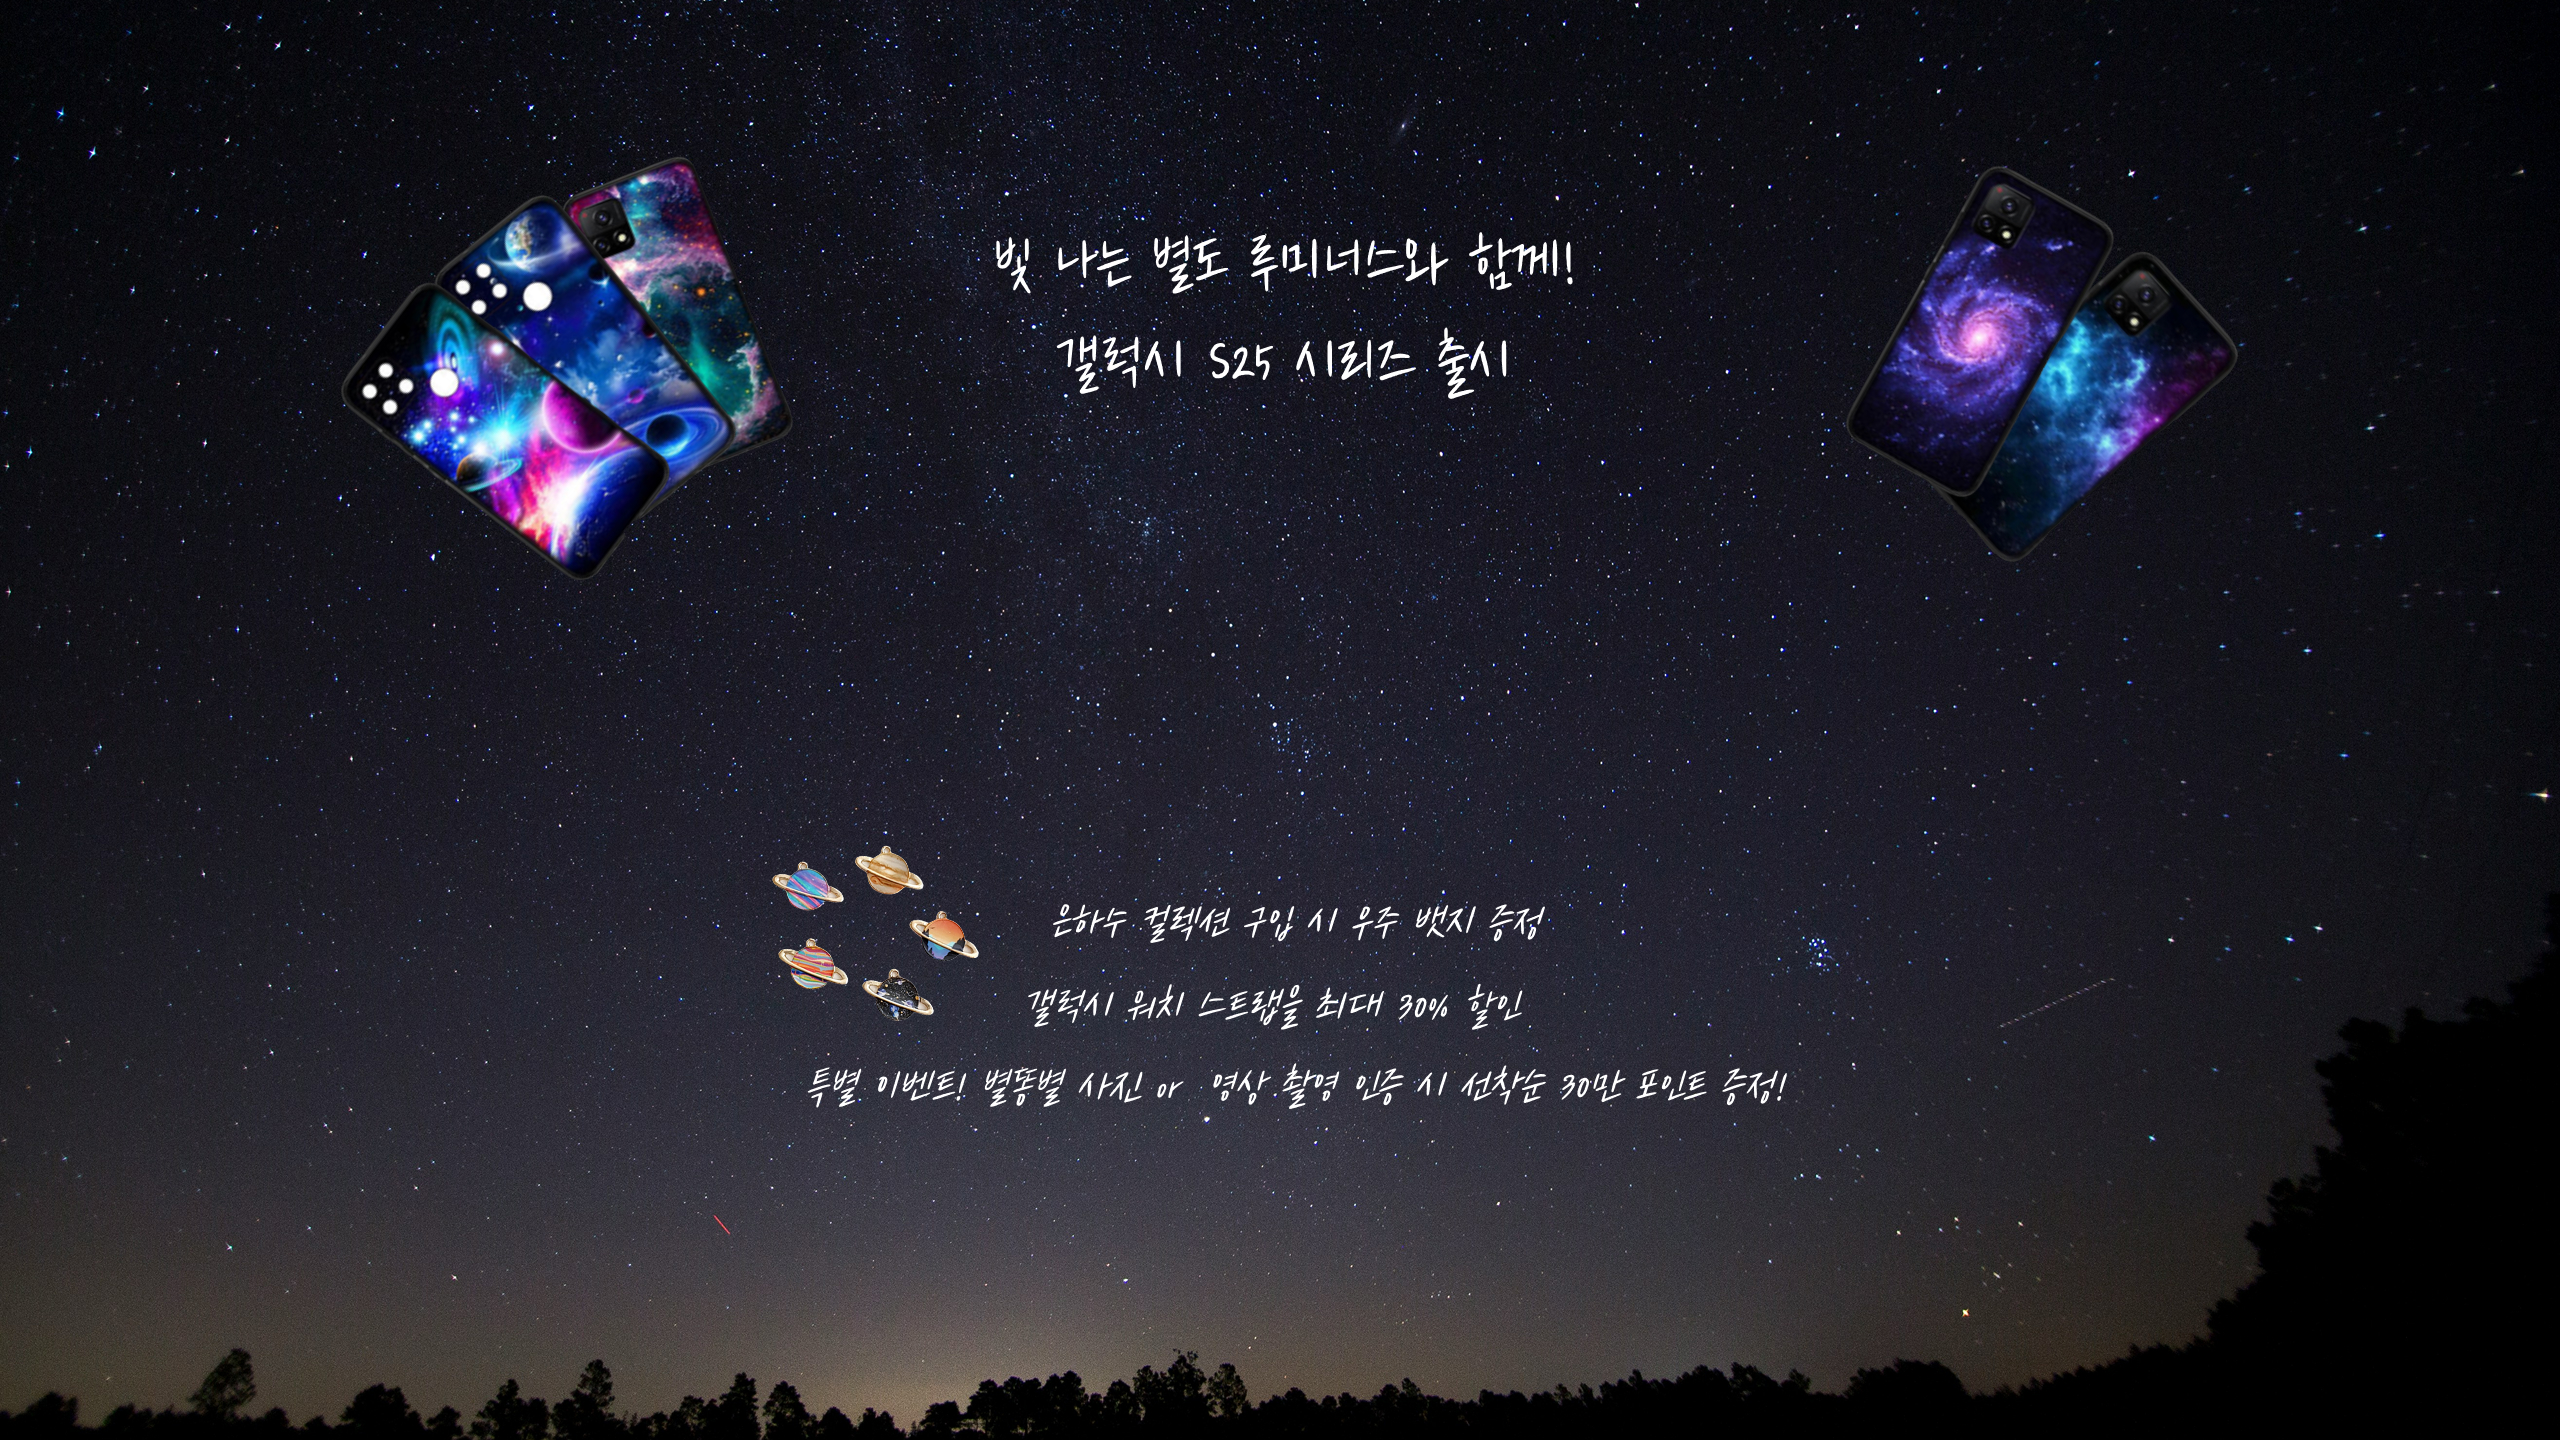 빛 나는 별도 루미너스와 함께!
갤럭시 S25 시리즈 출시
은하수 컬렉션 구입 시 우주 뱃지 증정
갤럭시 워치 스트랩을 최대 30% 할인
특별 이벤트! 별똥별 사진 or 영상 촬영 인증 시 선착순 30만 포인트 증정!